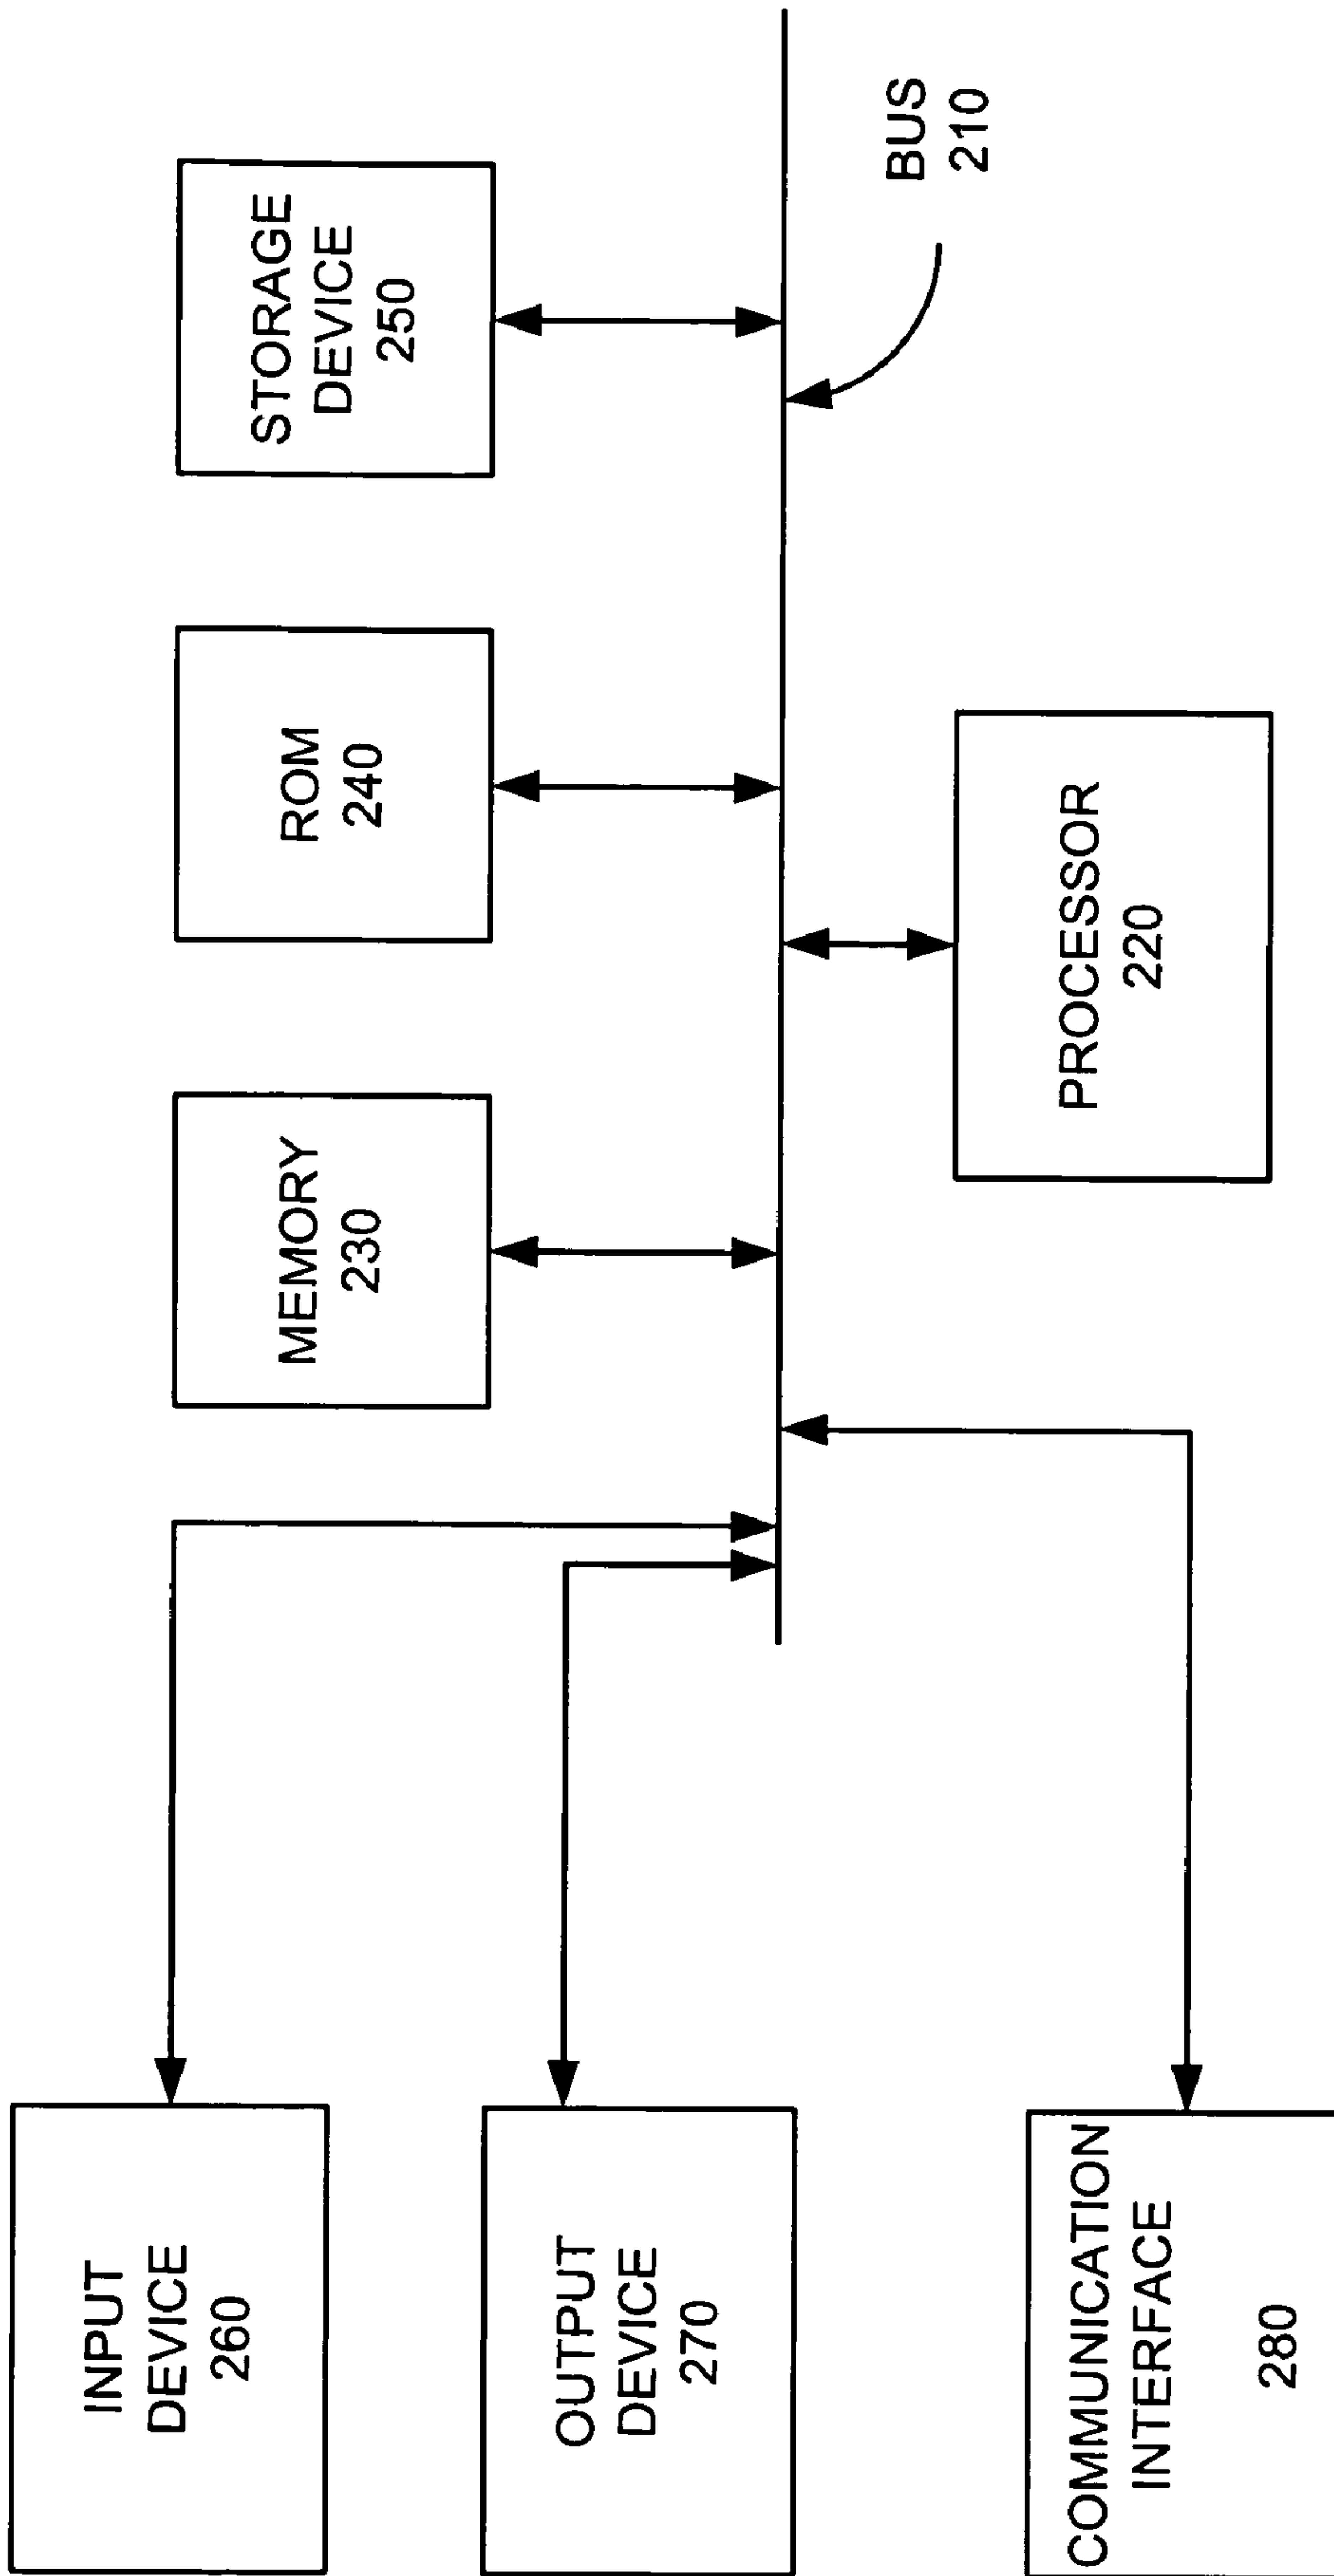 INPUT
DEVICE
260
MEMORY
230
ROM
240
STORAGE
DEVICE
250
OUTPUT
DEVICE
270
BUS
210
COMMUNICATION
INTERFACE
280
PROCESSOR
220